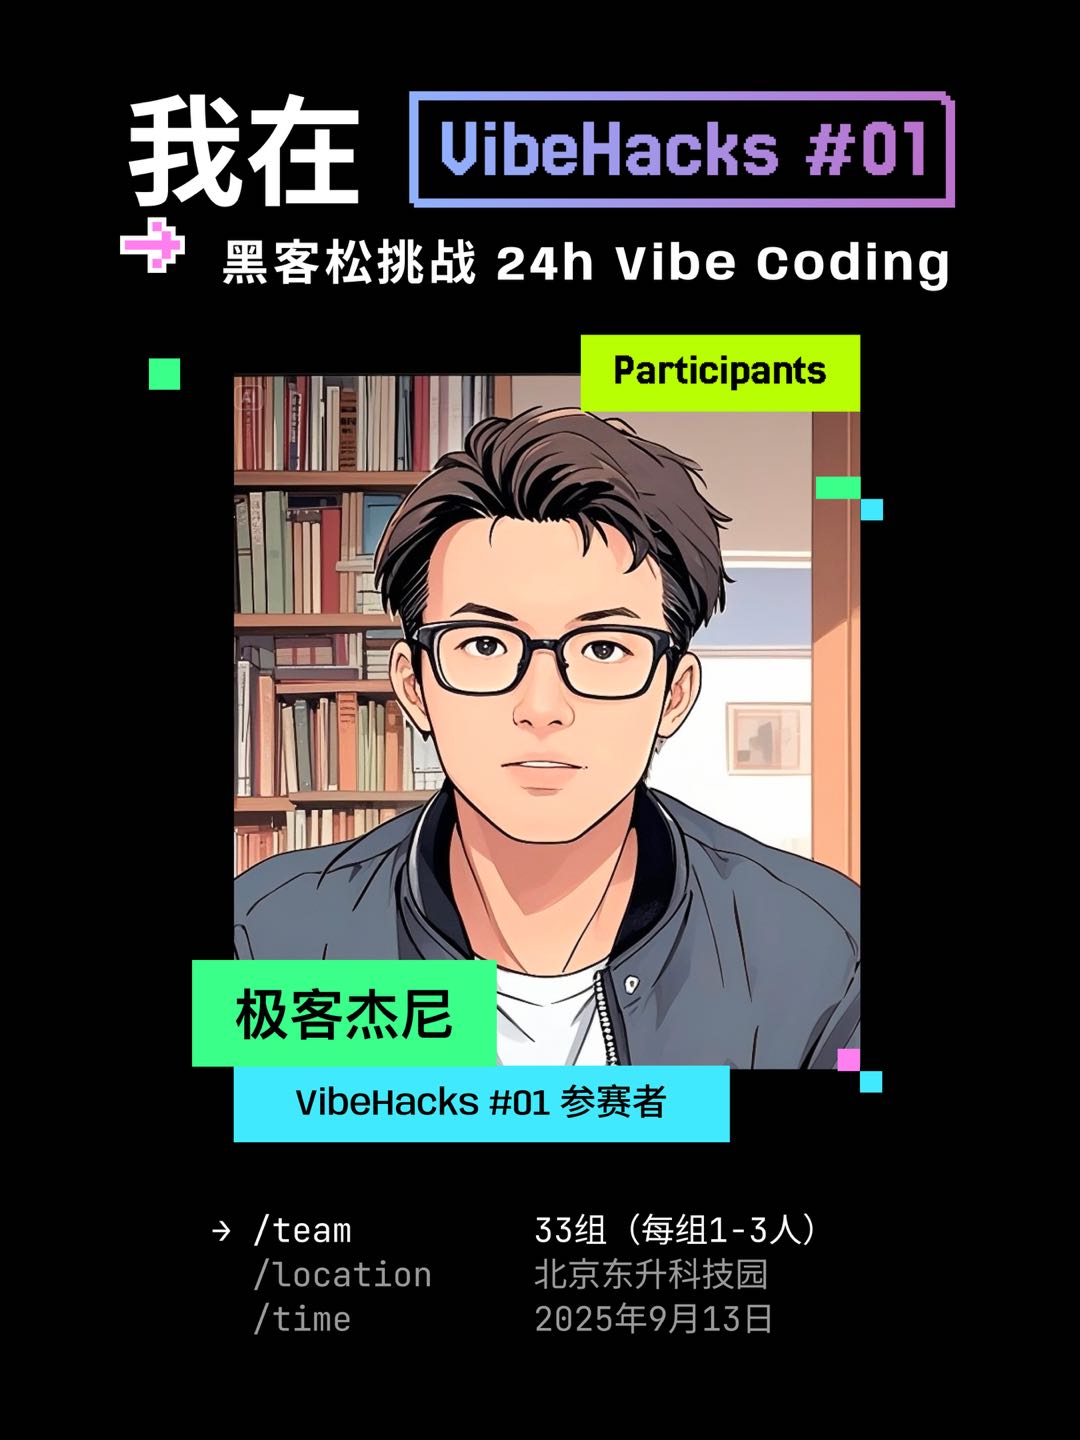 我在 VibeHacks #01
黑客松挑战 24h Vibe Coding
Participants
AI
极客杰尼
VibeHacks #01 参赛者
→ /team 33组（每组1-3人）
/location 北京东升科技园
/time 2025年9月13日